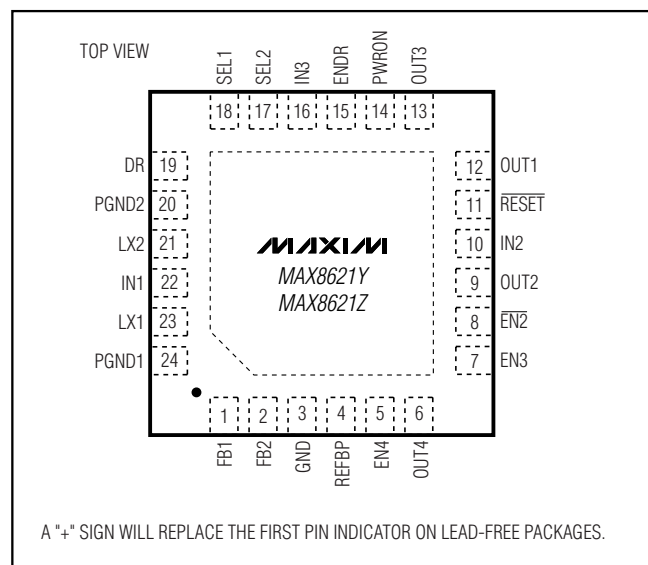 TOP VIEW
SEL1
SEL2
IN3
ENDR
PWRON
OUT3
18
17
16
15
14
13
DR 19
PGND2 20
LX2 21
IN1 22
LX1 23
PGND1 24
MAXIM
MAX8621Y
MAX8621Z
12 OUT1
11 RESET
10 IN2
9 OUT2
8 EN2
7 EN3
1
2
3
4
5
6
FB1
FB2
GND
REFBP
EN4
OUT4
A "+" SIGN WILL REPLACE THE FIRST PIN INDICATOR ON LEAD-FREE PACKAGES.